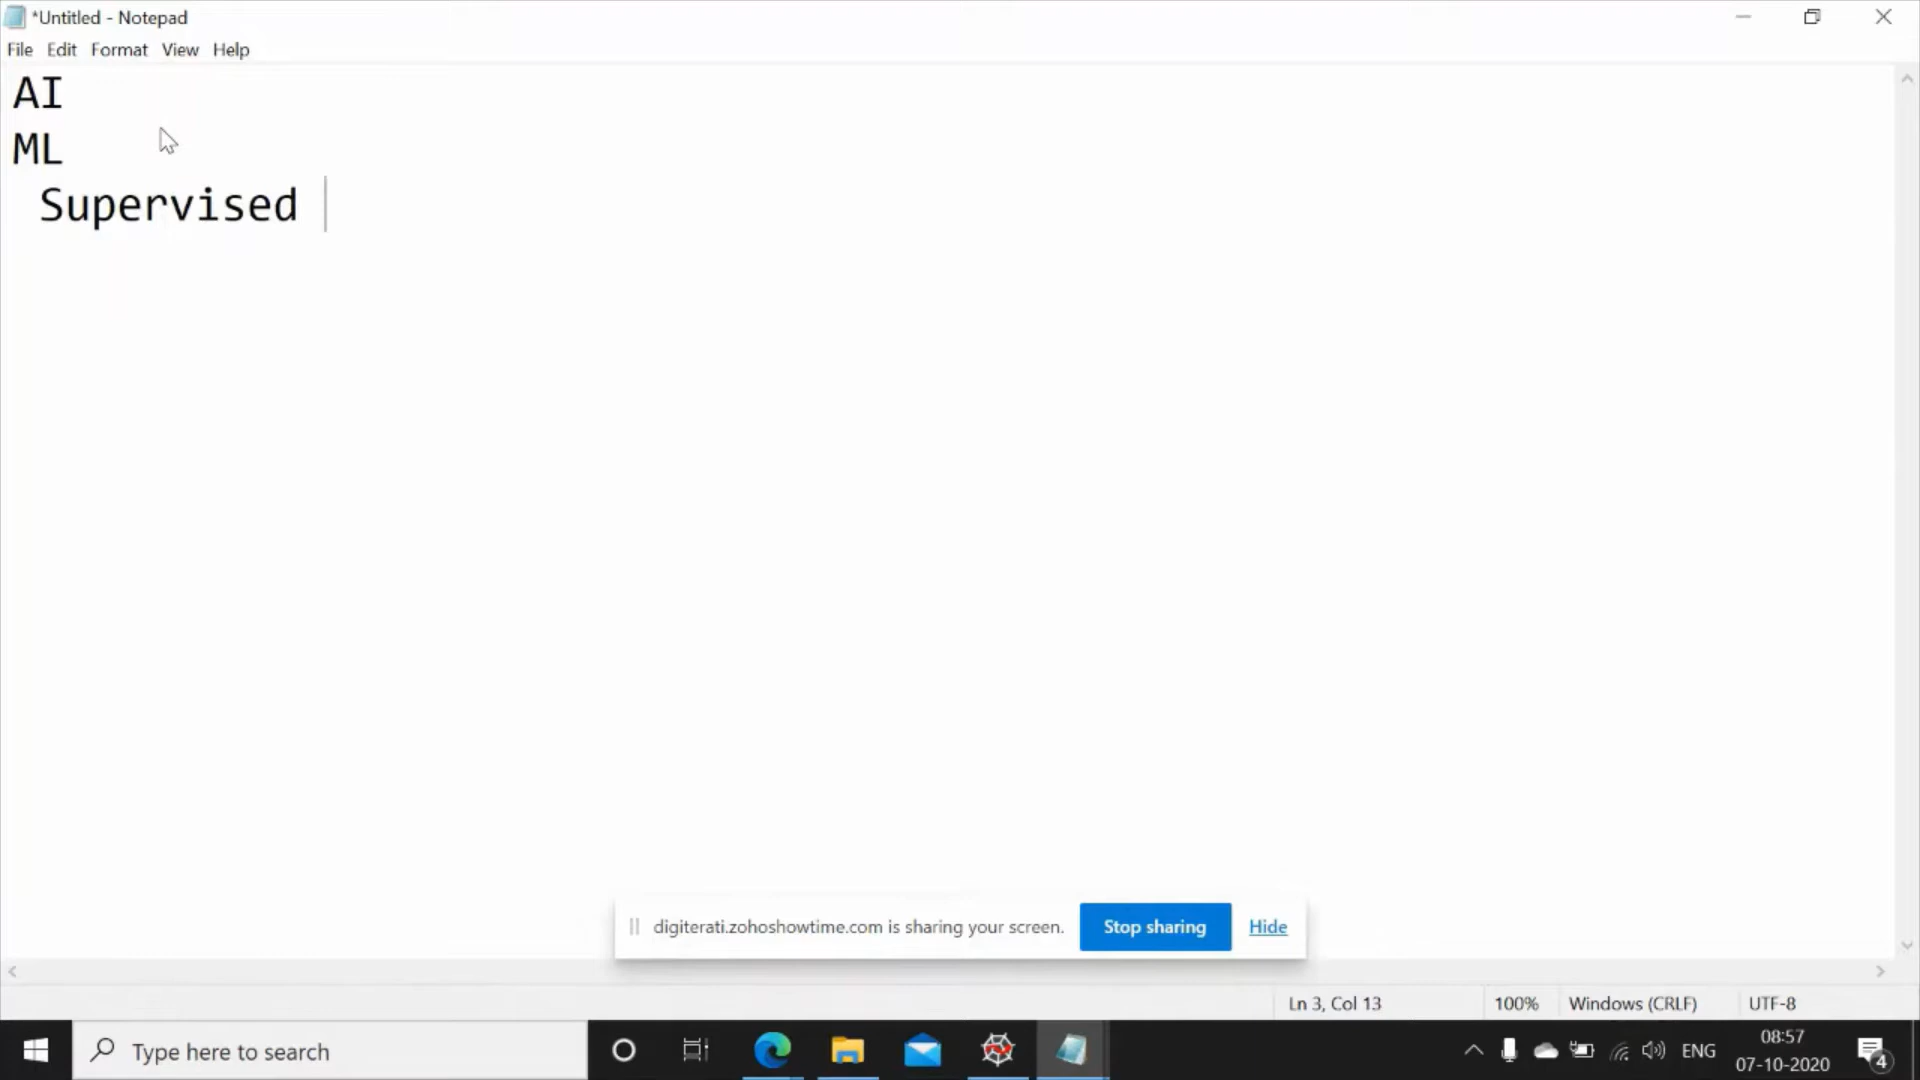 *Untitled - Notepad
File Edit Format View Help
AI
ML
Supervised
digiterati.zohoshowtime.com is sharing your screen. Stop sharing Hide
Ln 3, Col 13 100% Windows (CRLF) UTF-8
Type here to search ENG 08:57
07-10-2020 4